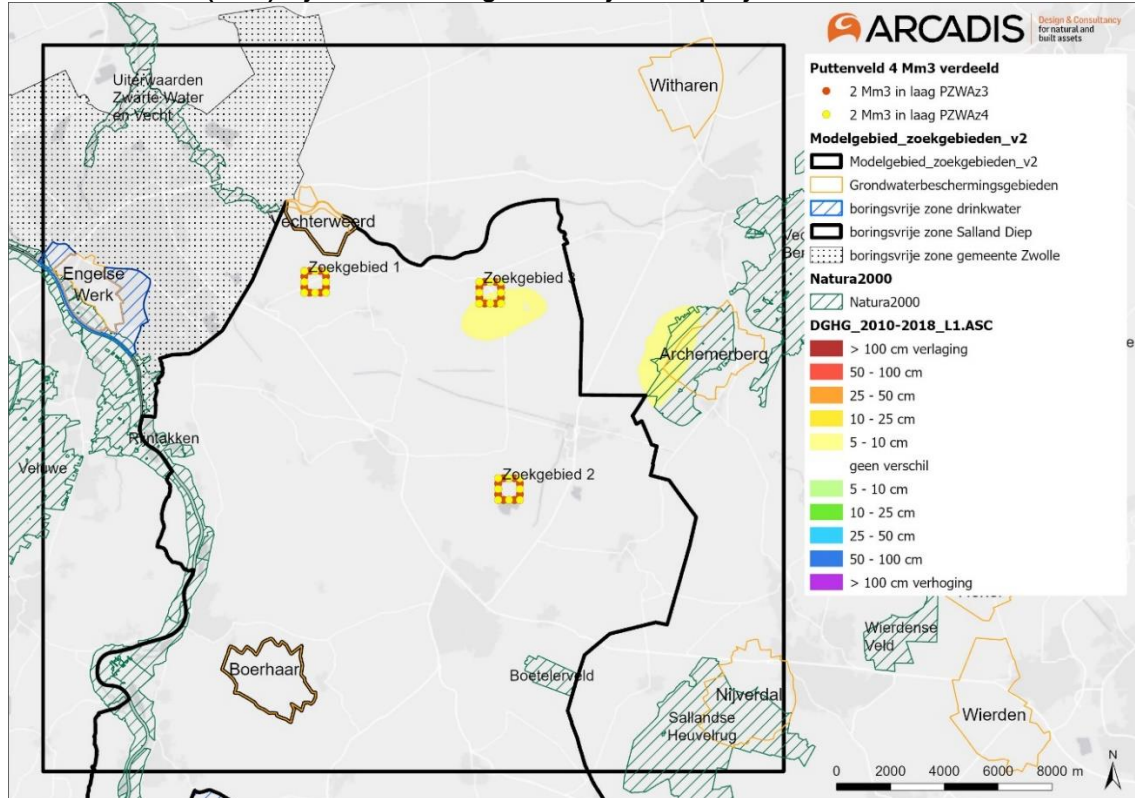 Uiterwaarden
Zwarte Water
en Vecht
Witharen
Vechterweerd
Zoekgebied 1
Zoekgebied 3
Engelse
Werk
Archemerberg
Rijntakken
Veluwe
Zoekgebied 2
Boerhaar
Boetelerveld
Nijverdal
Sallandse
Heuvelrug
Wierdense
Veld
Wierden
ARCADIS
Design & Consultancy
for natural and
built assets
Puttenveld 4 Mm3 verdeeld
2 Mm3 in laag PZWAz3
2 Mm3 in laag PZWAz4
Modelgebied_zoekgebieden_v2
Modelgebied_zoekgebieden_v2
Grondwaterbeschermingsgebieden
boringsvrije zone drinkwater
boringsvrije zone Salland Diep
boringsvrije zone gemeente Zwolle
Natura2000
Natura2000
DGHG_2010-2018_L1.ASC
> 100 cm verlaging
50 - 100 cm
25 - 50 cm
10 - 25 cm
5 - 10 cm
geen verschil
5 - 10 cm
10 - 25 cm
25 - 50 cm
50 - 100 cm
> 100 cm verhoging
0 2000 4000 6000 8000 m
N